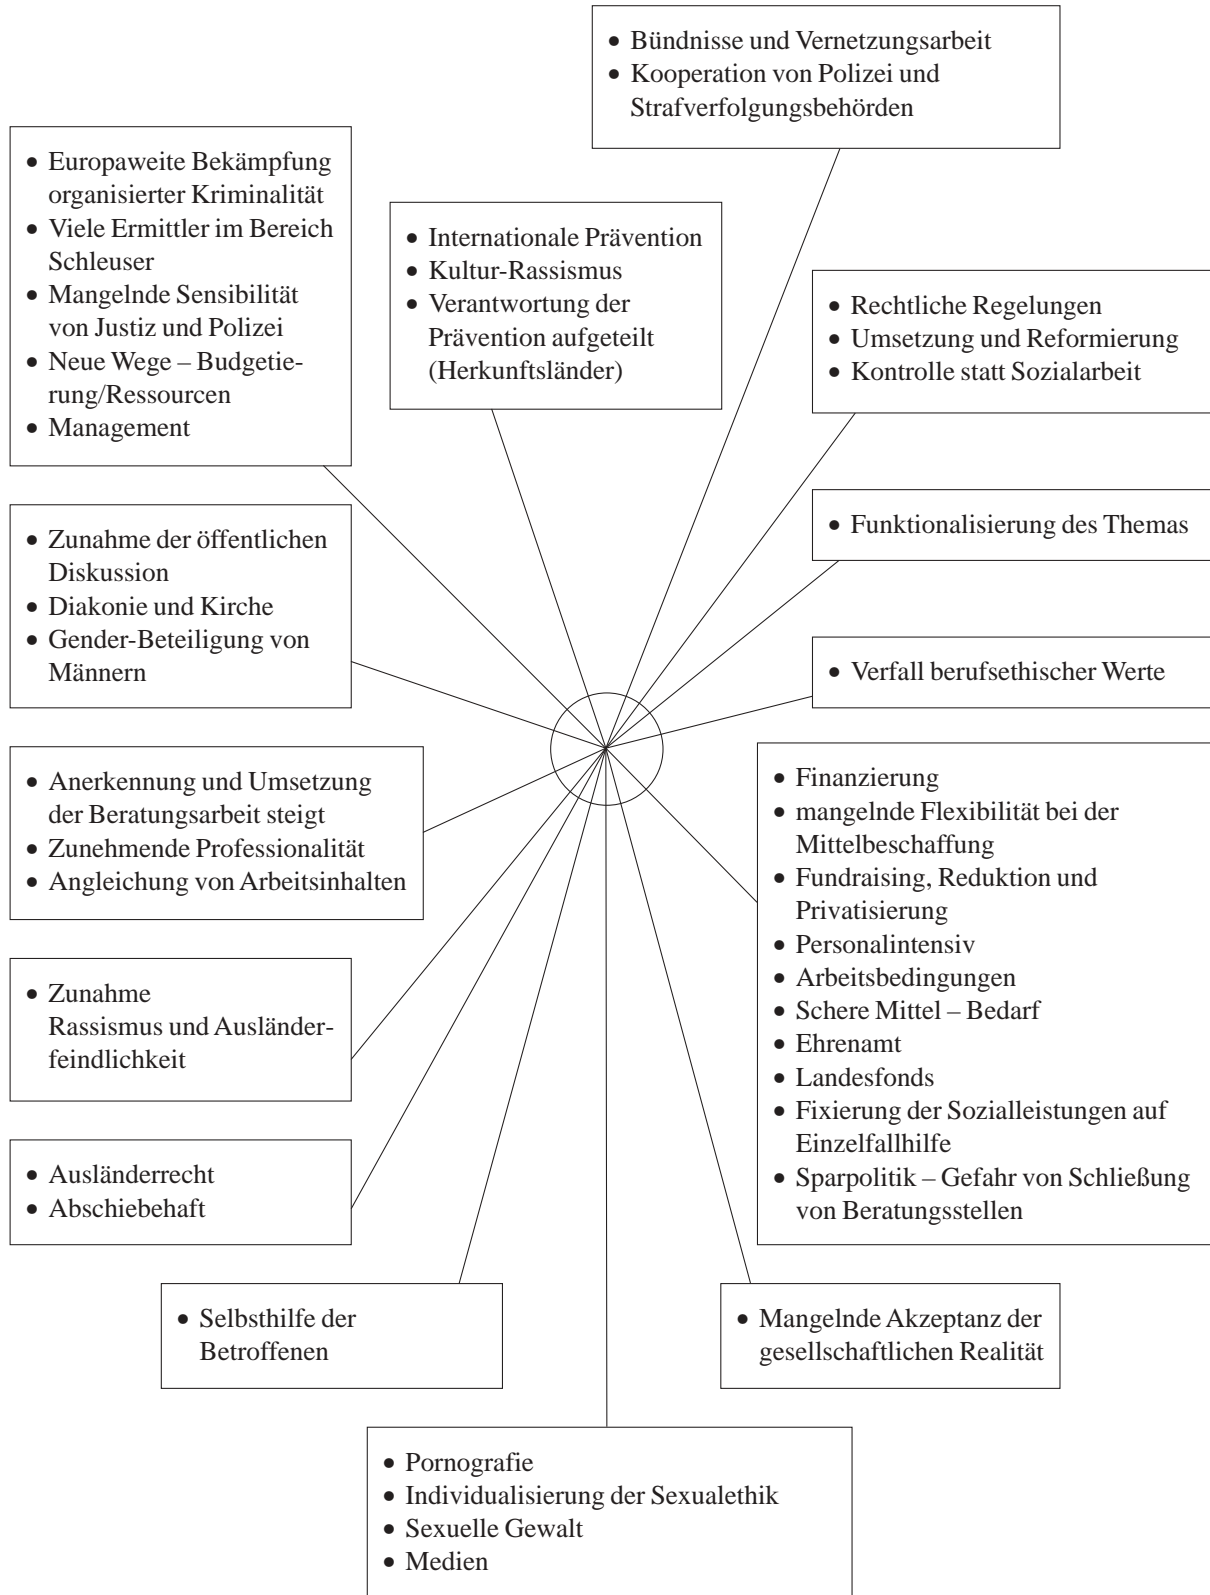 • Bündnisse und Vernetzungsarbeit
• Kooperation von Polizei und
Strafverfolgungsbehörden
• Europaweite Bekämpfung
organisierter Kriminalität
• Viele Ermittler im Bereich
Schleuser
• Mangelnde Sensibilität
von Justiz und Polizei
• Neue Wege – Budgetie-
rung/Ressourcen
• Management
• Internationale Prävention
• Kultur-Rassismus
• Verantwortung der
Prävention aufgeteilt
(Herkunftsländer)
• Rechtliche Regelungen
• Umsetzung und Reformierung
• Kontrolle statt Sozialarbeit
• Zunahme der öffentlichen
Diskussion
• Diakonie und Kirche
• Gender-Beteiligung von
Männern
• Funktionalisierung des Themas
• Verfall berufsethischer Werte
• Anerkennung und Umsetzung
der Beratungsarbeit steigt
• Zunehmende Professionalität
• Angleichung von Arbeitsinhalten
• Finanzierung
• mangelnde Flexibilität bei der
Mittelbeschaffung
• Fundraising, Reduktion und
Privatisierung
• Personalintensiv
• Arbeitsbedingungen
• Schere Mittel – Bedarf
• Ehrenamt
• Landesfonds
• Fixierung der Sozialleistungen auf
Einzelfallhilfe
• Sparpolitik – Gefahr von Schließung
von Beratungsstellen
• Zunahme
Rassismus und Ausländer-
feindlichkeit
• Ausländerrecht
• Abschiebehaft
• Selbsthilfe der
Betroffenen
• Mangelnde Akzeptanz der
gesellschaftlichen Realität
• Pornografie
• Individualisierung der Sexualethik
• Sexuelle Gewalt
• Medien